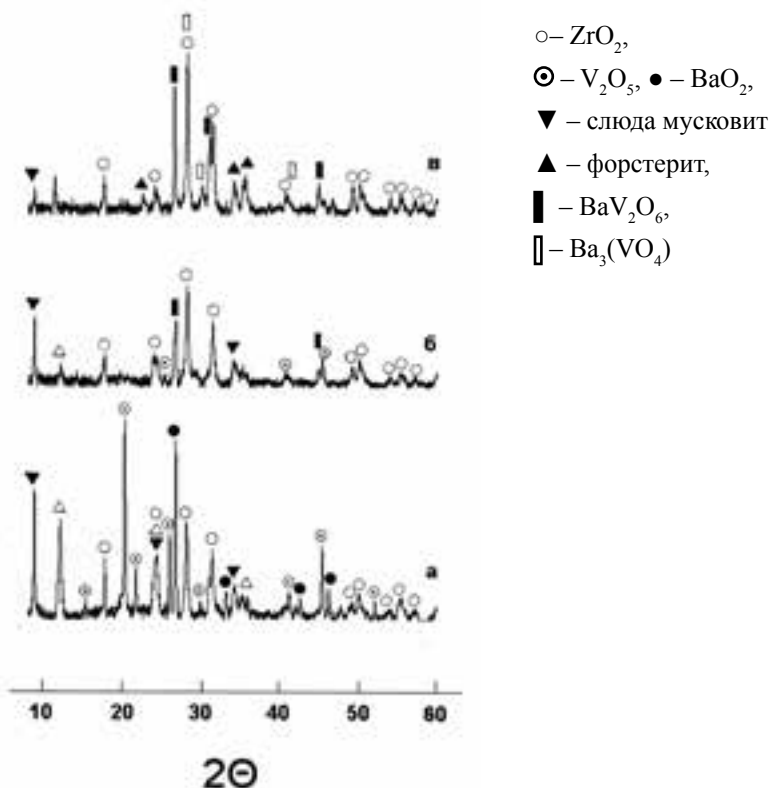 ○– ZrO₂,
⊙ – V₂O₅, ● – BaO₂,
▼ – слюда мусковит
▲ – форстерит,
▮ – BaV₂O₆,
▯ – Ba₃(VO₄)
в
б
а
10 20 30 40 50 60
2Θ